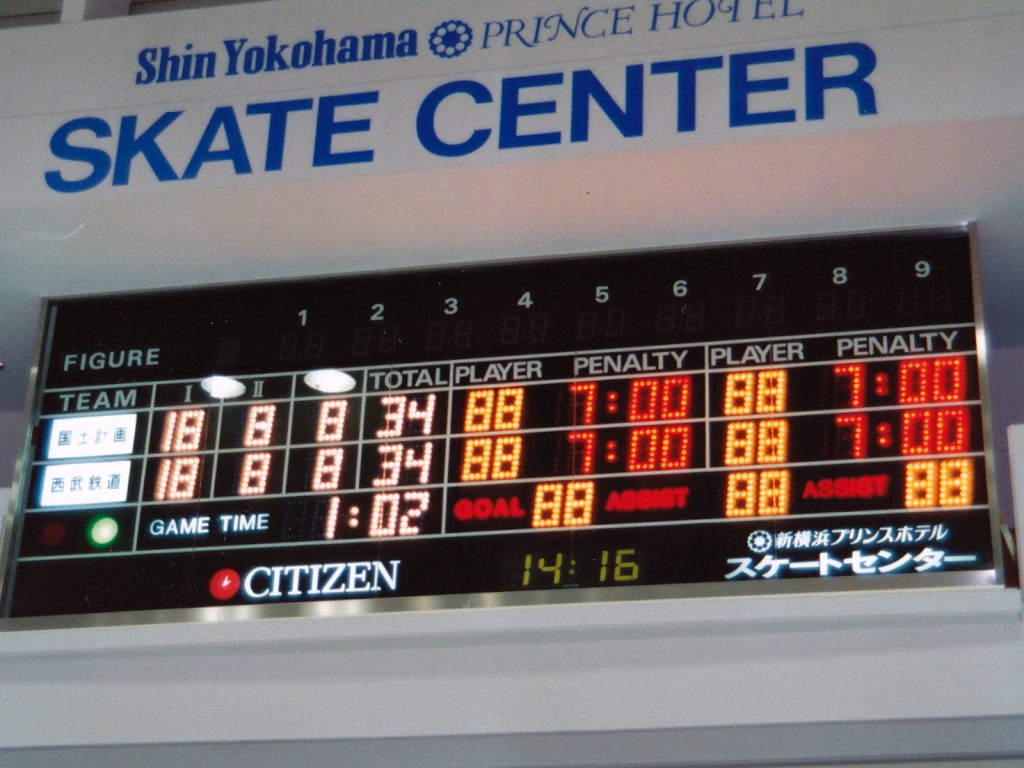 Shin Yokohama PRINCE HOTEL
SKATE CENTER
1 2 3 4 5 6 7 8 9
FIGURE
TEAM I II TOTAL PLAYER PENALTY PLAYER PENALTY
国土計画 18 8 8 34 88 7:00 88 7:00
西武鉄道 18 8 8 34 88 7:00 88 7:00
GAME TIME 1:02 GOAL 88 ASSIST 88 ASSIST 88
CITIZEN 14:16 新横浜プリンスホテル
スケートセンター